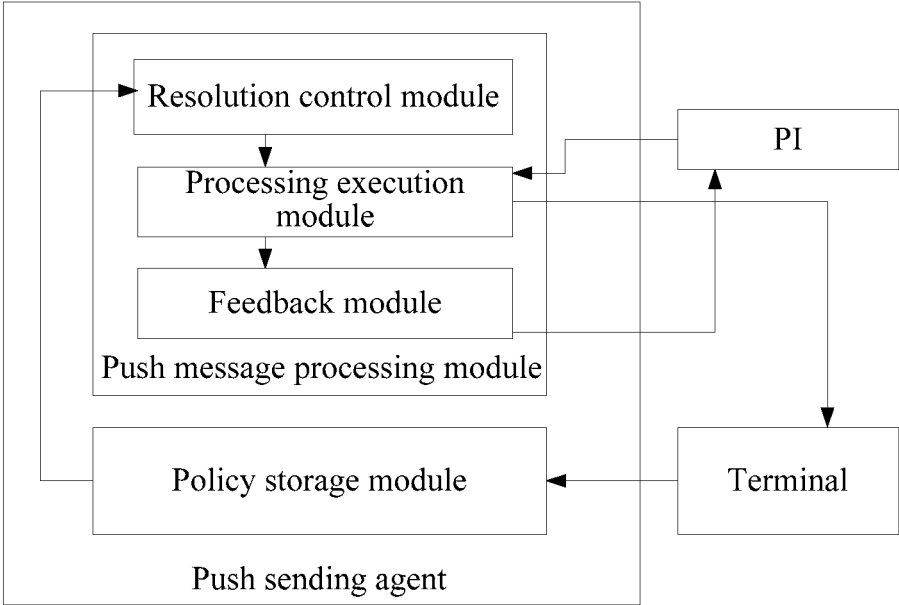 Resolution control module
PI
Processing execution
module
Feedback module
Push message processing module
Policy storage module
Terminal
Push sending agent